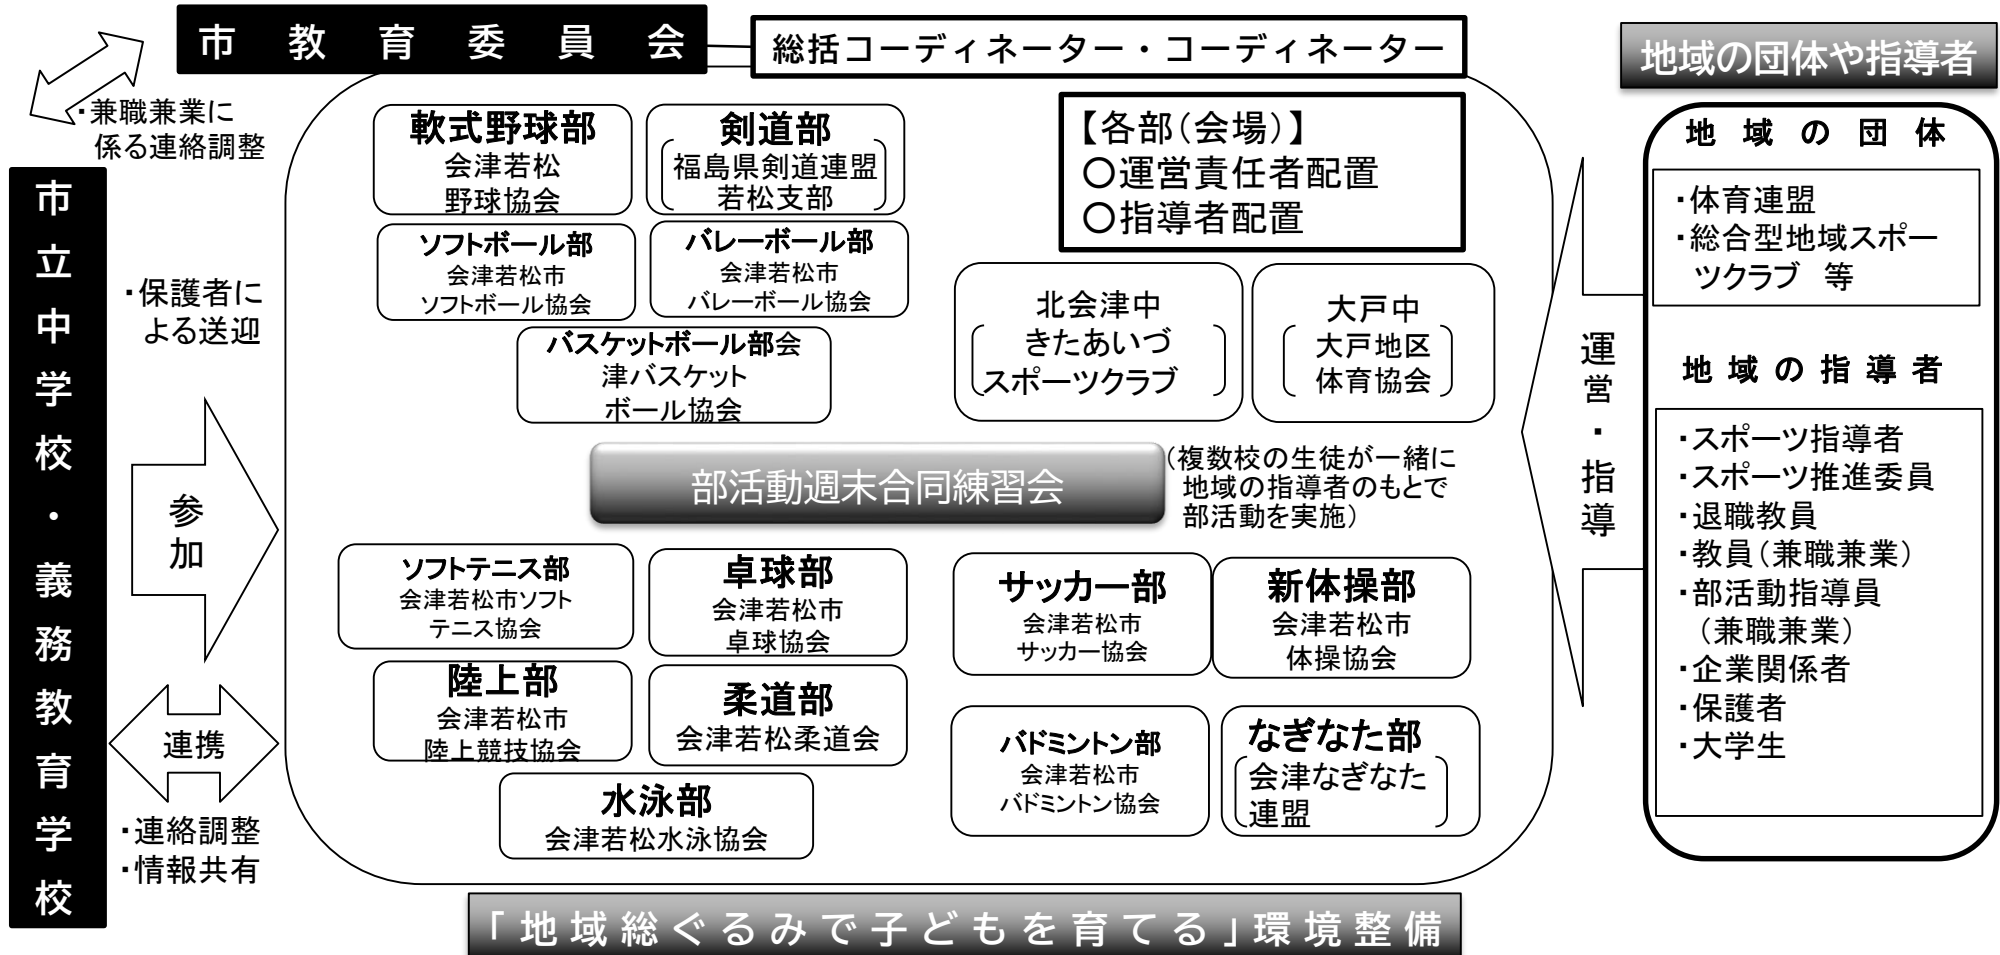 市教育委員会
総括コーディネーター・コーディネーター
地域の団体や指導者
・兼職兼業に
係る連絡調整
市立中学校・義務教育学校
・保護者に
よる送迎
参加
連携
・連絡調整
・情報共有
軟式野球部
会津若松
野球協会
剣道部
福島県剣道連盟
若松支部
【各部(会場)】
○運営責任者配置
○指導者配置
ソフトボール部
会津若松市
ソフトボール協会
バレーボール部
会津若松市
バレーボール協会
バスケットボール部会
津バスケット
ボール協会
北会津中
きたあいづ
スポーツクラブ
大戸中
大戸地区
体育協会
部活動週末合同練習会
(複数校の生徒が一緒に
地域の指導者のもとで
部活動を実施)
ソフトテニス部
会津若松市ソフト
テニス協会
卓球部
会津若松市
卓球協会
サッカー部
会津若松市
サッカー協会
新体操部
会津若松市
体操協会
陸上部
会津若松市
陸上競技協会
柔道部
会津若松柔道会
バドミントン部
会津若松市
バドミントン協会
なぎなた部
会津なぎなた
連盟
水泳部
会津若松水泳協会
運営・指導
地域の団体
・体育連盟
・総合型地域スポー
ツクラブ 等
地域の指導者
・スポーツ指導者
・スポーツ推進委員
・退職教員
・教員(兼職兼業)
・部活動指導員
(兼職兼業)
・企業関係者
・保護者
・大学生
「地域総ぐるみで子どもを育てる」環境整備